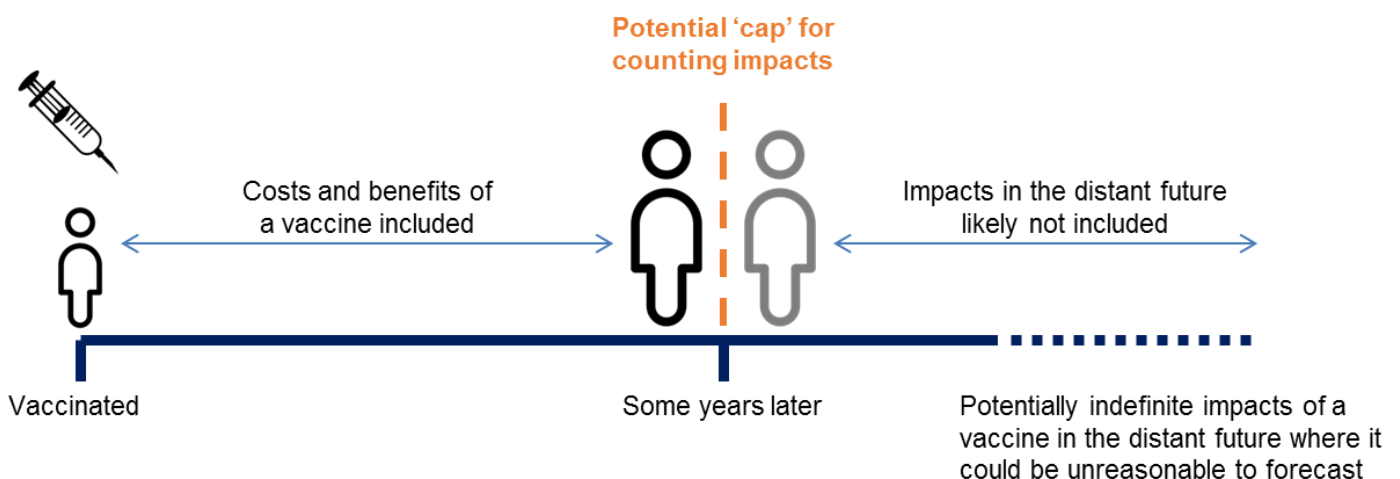 Potential ‘cap’ for
counting impacts
Costs and benefits of
a vaccine included
Impacts in the distant future
likely not included
Vaccinated
Some years later
Potentially indefinite impacts of a
vaccine in the distant future where it
could be unreasonable to forecast